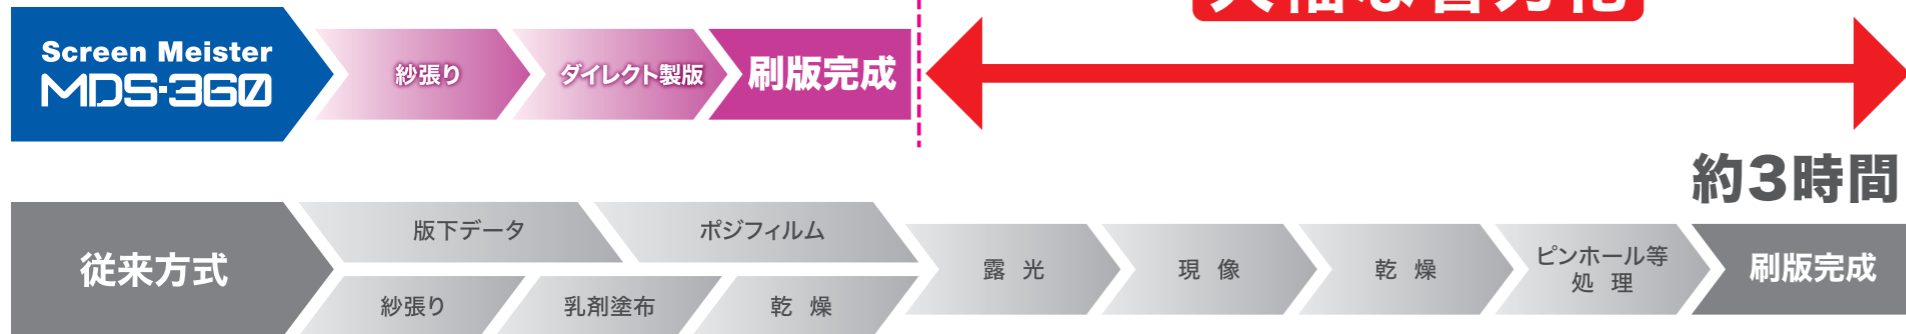 Screen Meister
MDS-360
紗張り
ダイレクト製版
刷版完成
約3時間
従来方式
版下データ
ポジフィルム
紗張り
乳剤塗布
乾 燥
露 光
現 像
乾 燥
ピンホール等
処 理
刷版完成